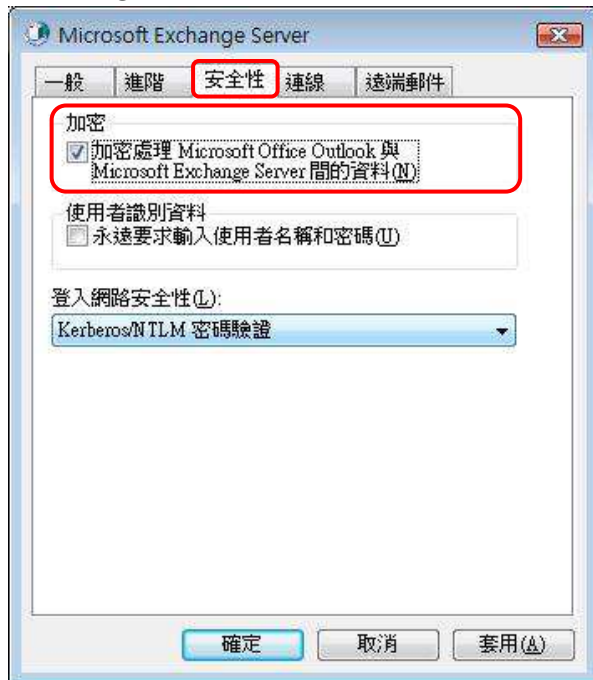 Microsoft Exchange Server
一般 進階 安全性 連線 遠端郵件
加密
加密處理 Microsoft Office Outlook 與
Microsoft Exchange Server 間的資料(N)
使用者識別資料
永遠要求輸入使用者名稱和密碼(U)
登入網路安全性(L):
Kerberos/NTLM 密碼驗證
確定 取消 套用(A)